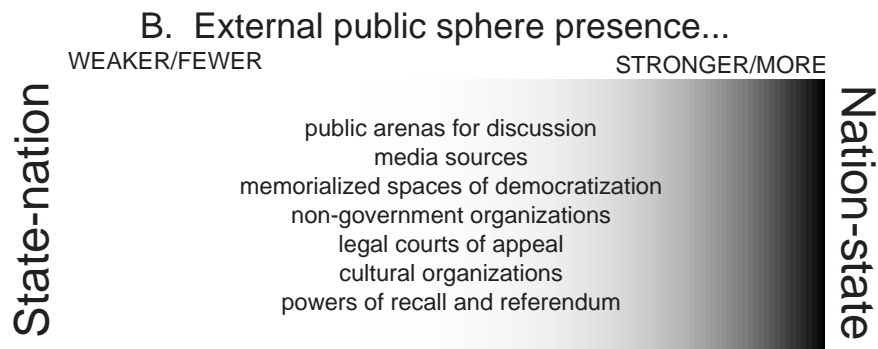 B. External public sphere presence...
WEAKER/FEWER
STRONGER/MORE
State-nation
public arenas for discussion
media sources
memorialized spaces of democratization
non-government organizations
legal courts of appeal
cultural organizations
powers of recall and referendum
Nation-state